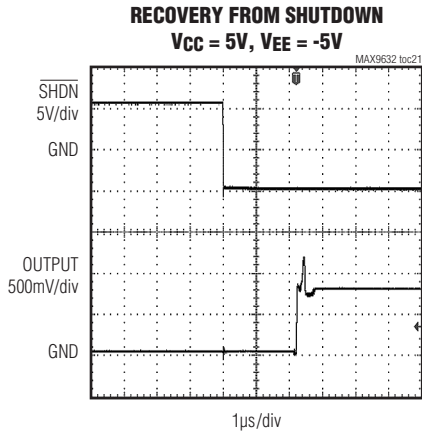 RECOVERY FROM SHUTDOWN
VCC = 5V, VEE = -5V
MAX9632 toc21
SHDN
5V/div
GND
OUTPUT
500mV/div
GND
1µs/div